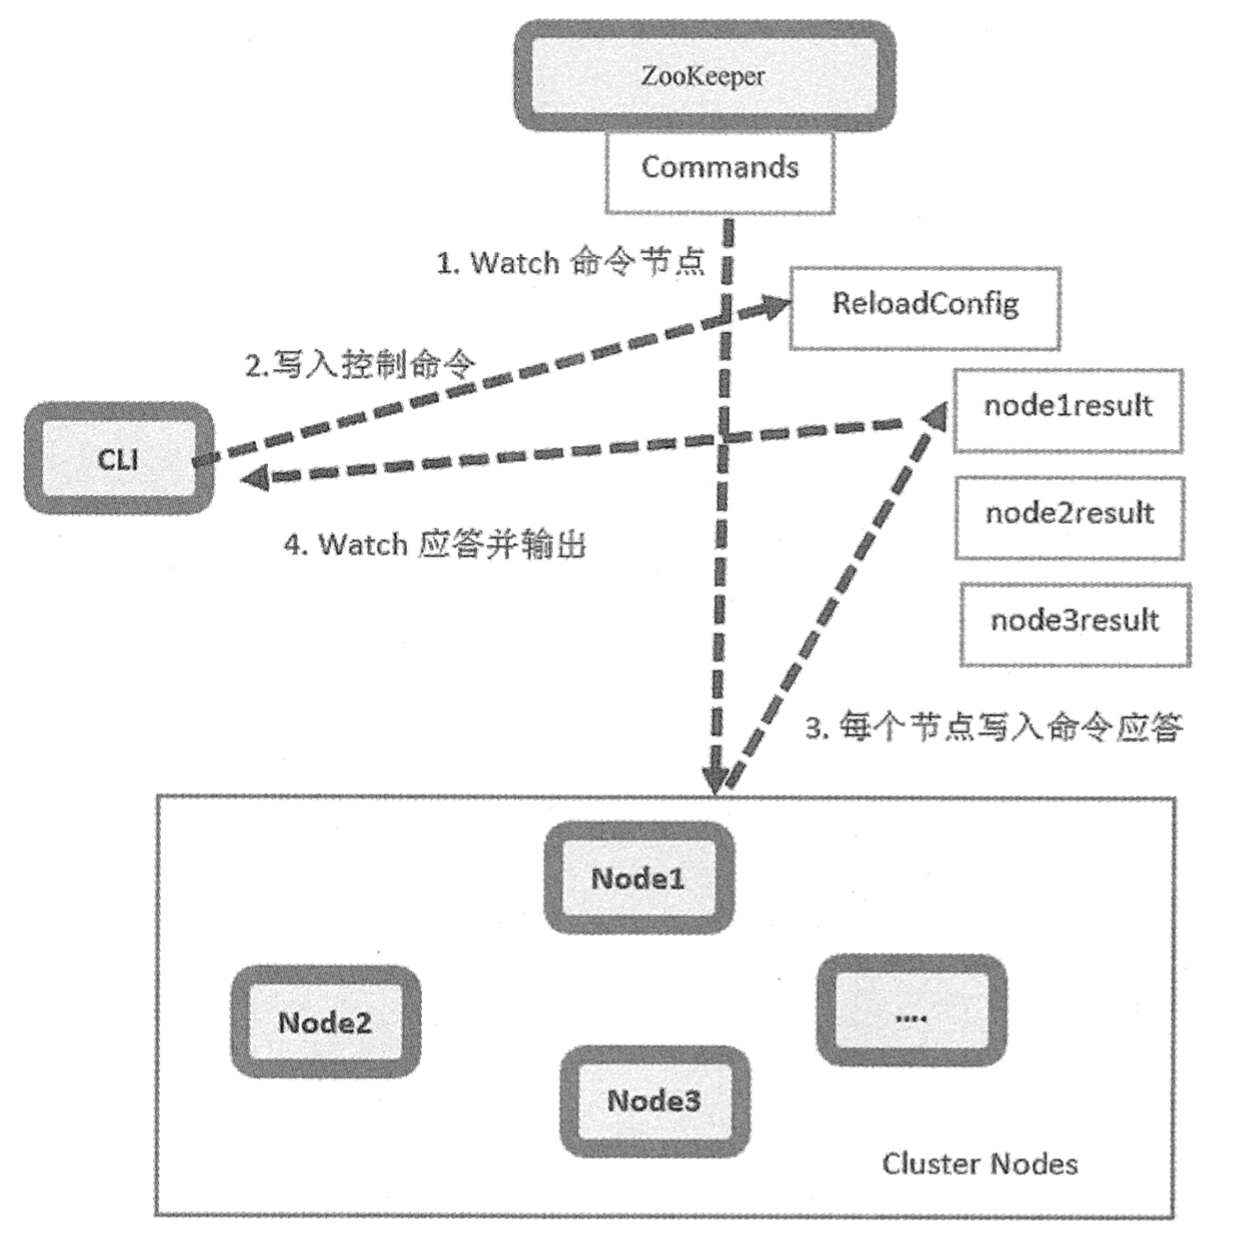 ZooKeeper
Commands
1. Watch 命令节点
ReloadConfig
2.写入控制命令
node1result
CLI
node2result
4. Watch 应答并输出
node3result
3. 每个节点写入命令应答
Node1
Node2
....
Node3
Cluster Nodes